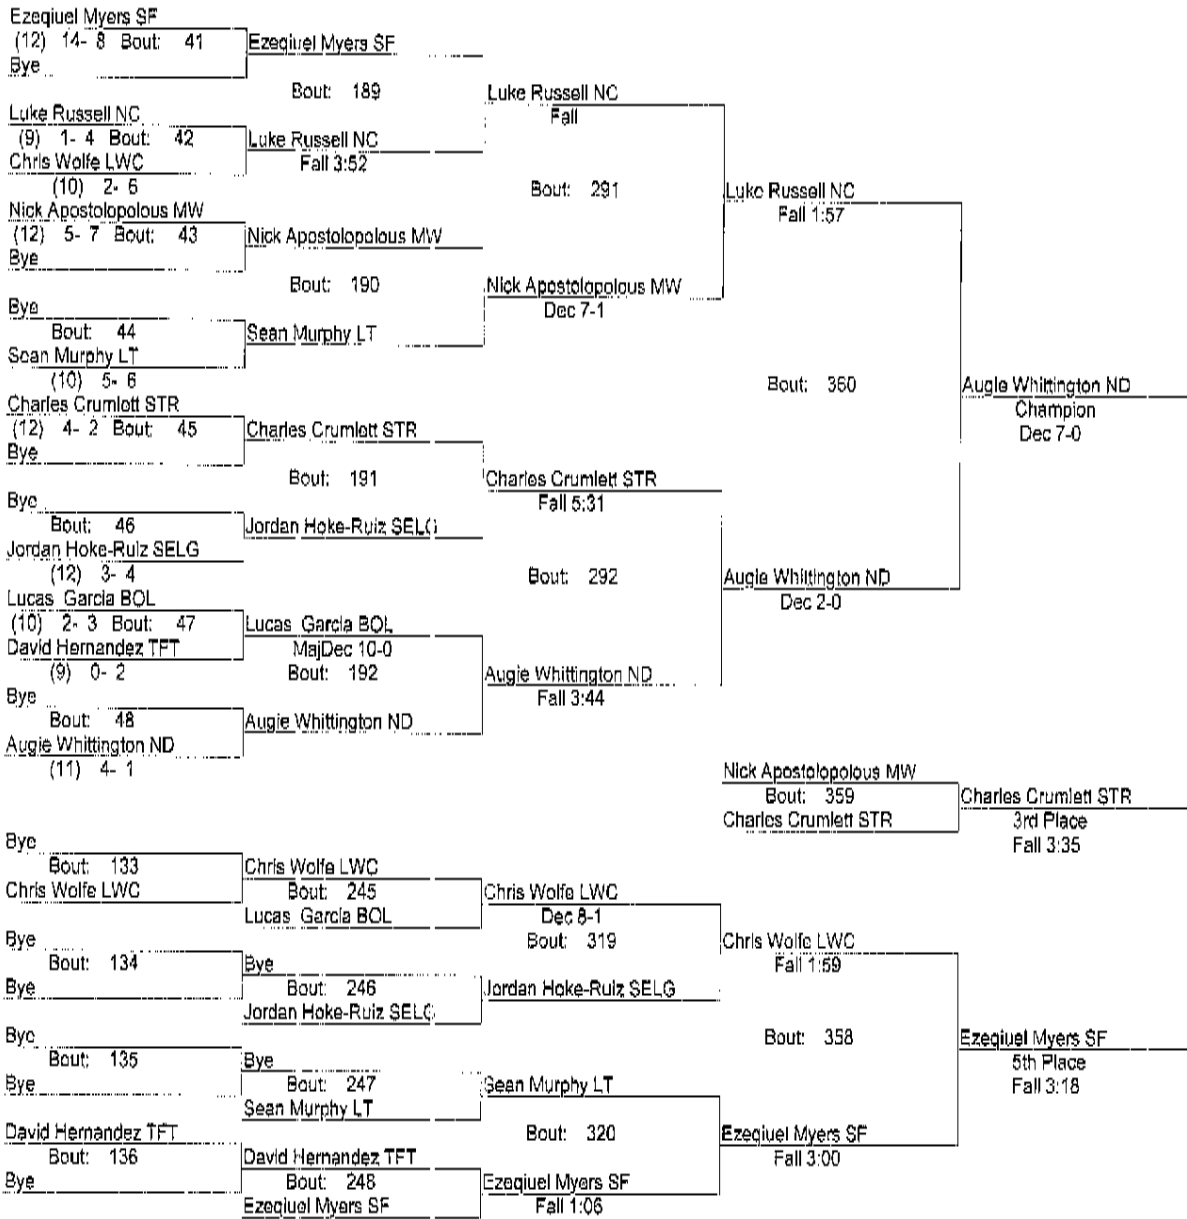 Ezeqiuel Myers SF
(12) 14- 8 Bout: 41
Bye
Ezeqiuel Myers SF
Bout: 189
Luke Russell NC
(9) 1- 4 Bout: 42
Chris Wolfe LWC
(10) 2- 6
Luke Russell NC
Fall 3:52
Luke Russell NC
Fall
Bout: 291
Nick Apostolopolous MW
(12) 5- 7 Bout: 43
Bye
Nick Apostolopolous MW
Bout: 190
Bye
Bout: 44
Sean Murphy LT
(10) 5- 6
Sean Murphy LT
Nick Apostolopolous MW
Dec 7-1
Luke Russell NC
Fall 1:57
Bout: 360
Charles Crumlett STR
(12) 4- 2 Bout: 45
Bye
Charles Crumlett STR
Bout: 191
Bye
Bout: 46
Jordan Hoke-Ruiz SELG
(12) 3- 4
Jordan Hoke-Ruiz SELG
Charles Crumlett STR
Fall 5:31
Bout: 292
Lucas Garcia BOL
(10) 2- 3 Bout: 47
David Hernandez TFT
(9) 0- 2
Lucas Garcia BOL
MajDec 10-0
Bout: 192
Bye
Bout: 48
Augie Whittington ND
(11) 4- 1
Augie Whittington ND
Augie Whittington ND
Fall 3:44
Augie Whittington ND
Dec 2-0
Augie Whittington ND
Champion
Dec 7-0
Nick Apostolopolous MW
Bout: 359
Charles Crumlett STR
Charles Crumlett STR
3rd Place
Fall 3:35
Bye
Bout: 133
Chris Wolfe LWC
Chris Wolfe LWC
Bout: 245
Lucas Garcia BOL
Chris Wolfe LWC
Dec 8-1
Bout: 319
Bye
Bout: 134
Bye
Bye
Bout: 246
Jordan Hoke-Ruiz SELG
Jordan Hoke-Ruiz SELG
Chris Wolfe LWC
Fall 1:59
Bout: 358
Bye
Bout: 135
Bye
Bye
Bout: 247
Sean Murphy LT
Sean Murphy LT
Bout: 320
David Hernandez TFT
Bout: 136
Bye
David Hernandez TFT
Bout: 248
Ezeqiuel Myers SF
Ezeqiuel Myers SF
Fall 1:06
Ezeqiuel Myers SF
Fall 3:00
Ezeqiuel Myers SF
5th Place
Fall 3:18